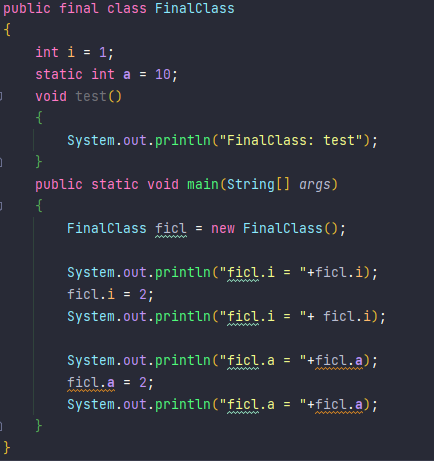 public final class FinalClass
{
    int i = 1;
    static int a = 10;
    void test()
    {
        System.out.println("FinalClass: test");
    }
    public static void main(String[] args)
    {
        FinalClass ficl = new FinalClass();

        System.out.println("ficl.i = "+ficl.i);
        ficl.i = 2;
        System.out.println("ficl.i = "+ ficl.i);

        System.out.println("ficl.a = "+ficl.a);
        ficl.a = 2;
        System.out.println("ficl.a = "+ficl.a);
    }
}